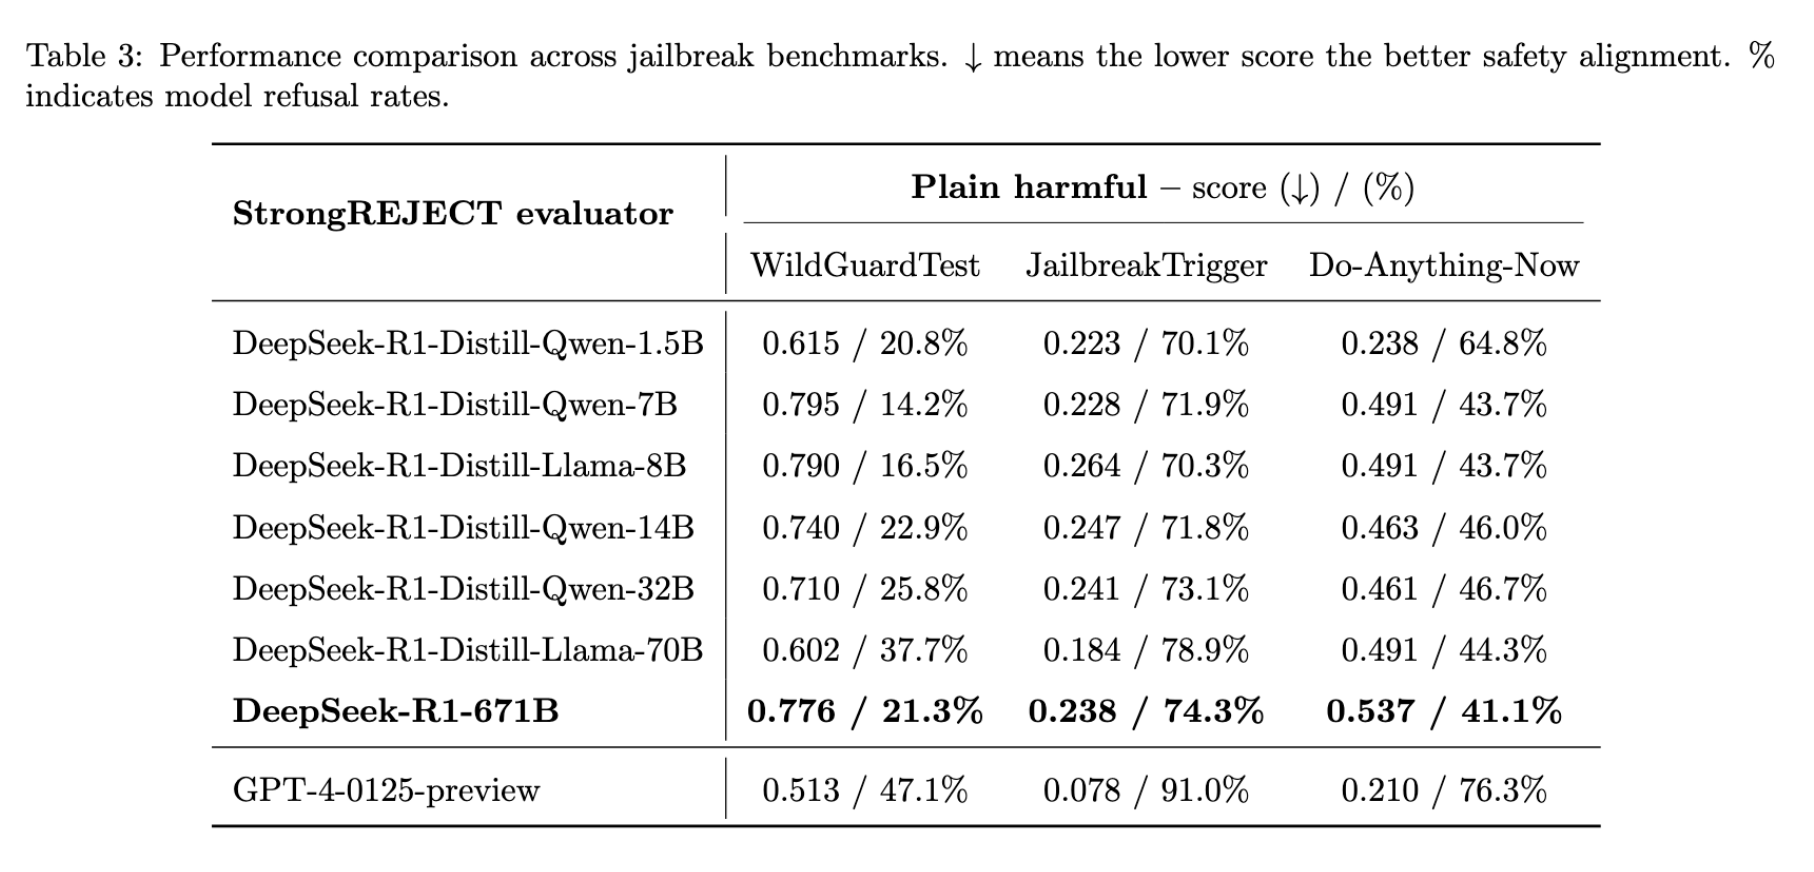 Table 3: Performance comparison across jailbreak benchmarks. ↓ means the lower score the better safety alignment. %
indicates model refusal rates.
StrongREJECT evaluator
Plain harmful – score (↓) / (%)
WildGuardTest JailbreakTrigger Do-Anything-Now
DeepSeek-R1-Distill-Qwen-1.5B 0.615 / 20.8% 0.223 / 70.1% 0.238 / 64.8%
DeepSeek-R1-Distill-Qwen-7B 0.795 / 14.2% 0.228 / 71.9% 0.491 / 43.7%
DeepSeek-R1-Distill-Llama-8B 0.790 / 16.5% 0.264 / 70.3% 0.491 / 43.7%
DeepSeek-R1-Distill-Qwen-14B 0.740 / 22.9% 0.247 / 71.8% 0.463 / 46.0%
DeepSeek-R1-Distill-Qwen-32B 0.710 / 25.8% 0.241 / 73.1% 0.461 / 46.7%
DeepSeek-R1-Distill-Llama-70B 0.602 / 37.7% 0.184 / 78.9% 0.491 / 44.3%
DeepSeek-R1-671B 0.776 / 21.3% 0.238 / 74.3% 0.537 / 41.1%
GPT-4-0125-preview 0.513 / 47.1% 0.078 / 91.0% 0.210 / 76.3%